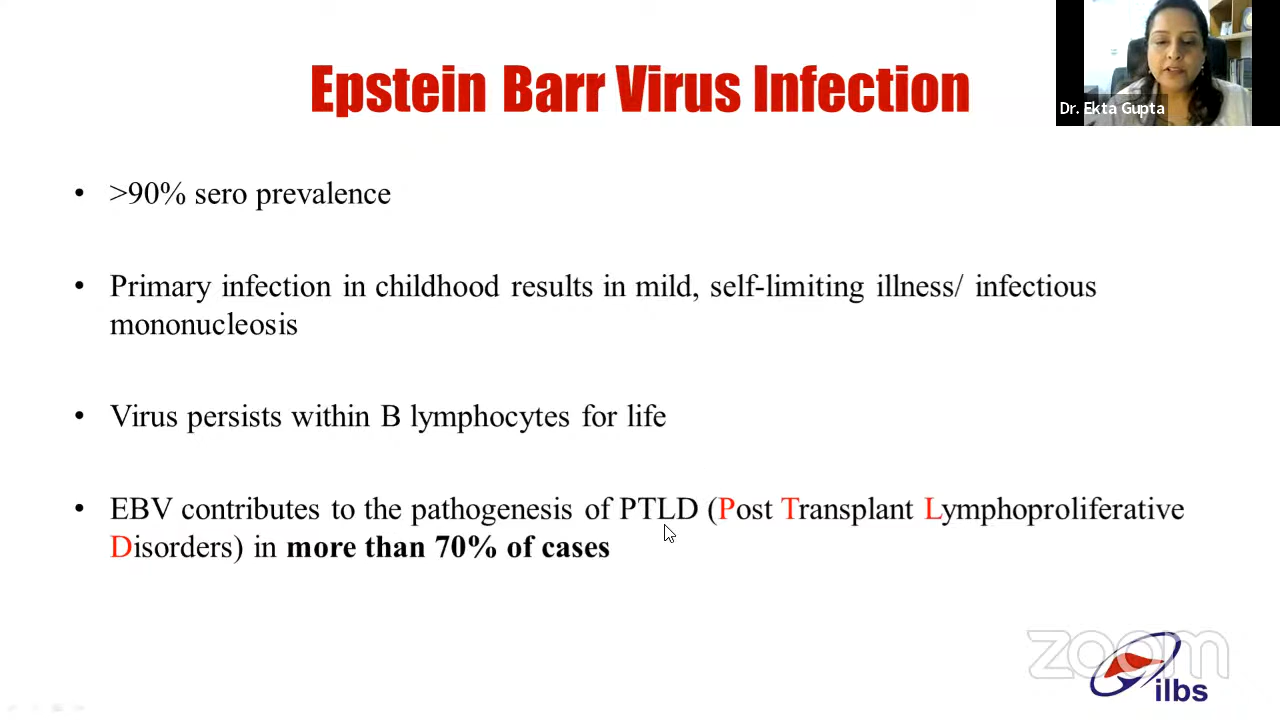 Epstein Barr Virus Infection
Dr. Ekta Gupta
• >90% sero prevalence
• Primary infection in childhood results in mild, self-limiting illness/ infectious
mononucleosis
• Virus persists within B lymphocytes for life
• EBV contributes to the pathogenesis of PTLD (Post Transplant Lymphoproliferative
Disorders) in more than 70% of cases
zoom
ilbs